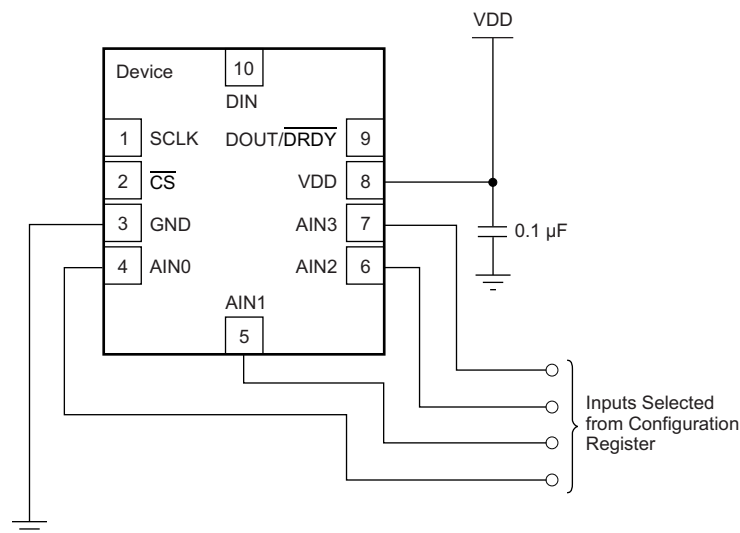 VDD
Device
10
DIN
1 SCLK DOUT/DRDY 9
2 CS VDD 8
3 GND AIN3 7
0.1 µF
4 AIN0 AIN2 6
AIN1
5
Inputs Selected
from Configuration
Register